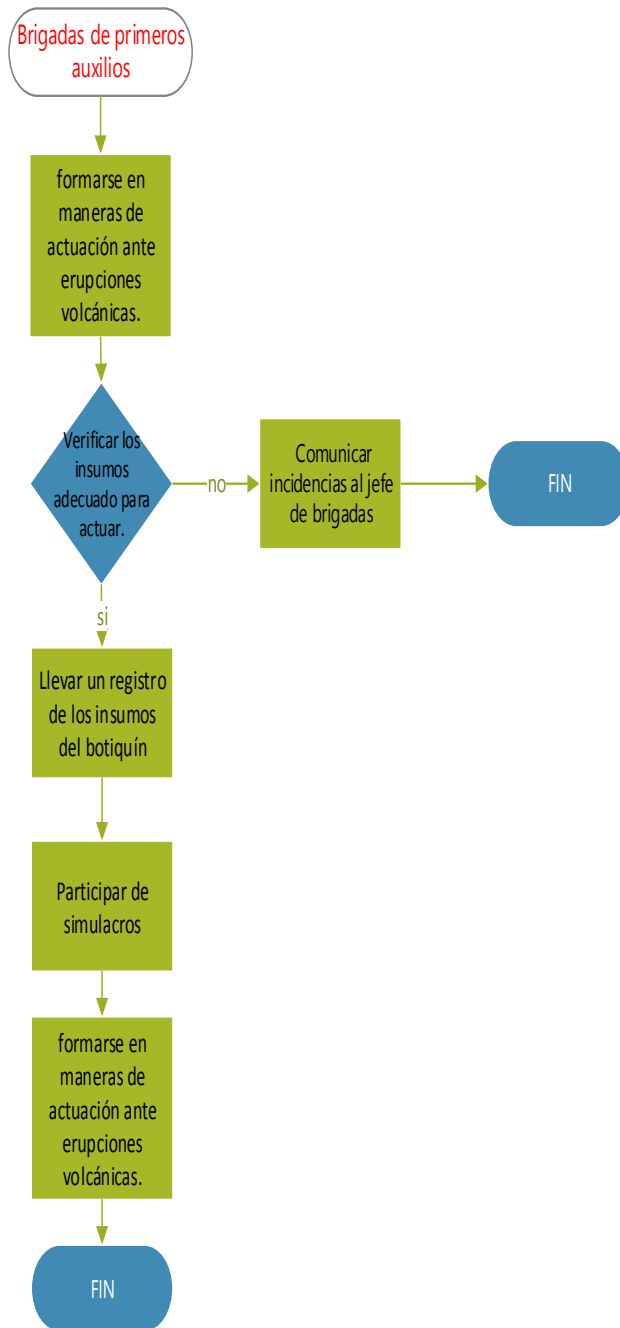 Brigadas de primeros
auxilios
formarse en
maneras de
actuación ante
erupciones
volcánicas.
Verificar los
insumos
adecuado para
actuar.
no
Comunicar
incidencias al jefe
de brigadas
FIN
si
Llevar un registro
de los insumos
del botiquín
Participar de
simulacros
formarse en
maneras de
actuación ante
erupciones
volcánicas.
FIN